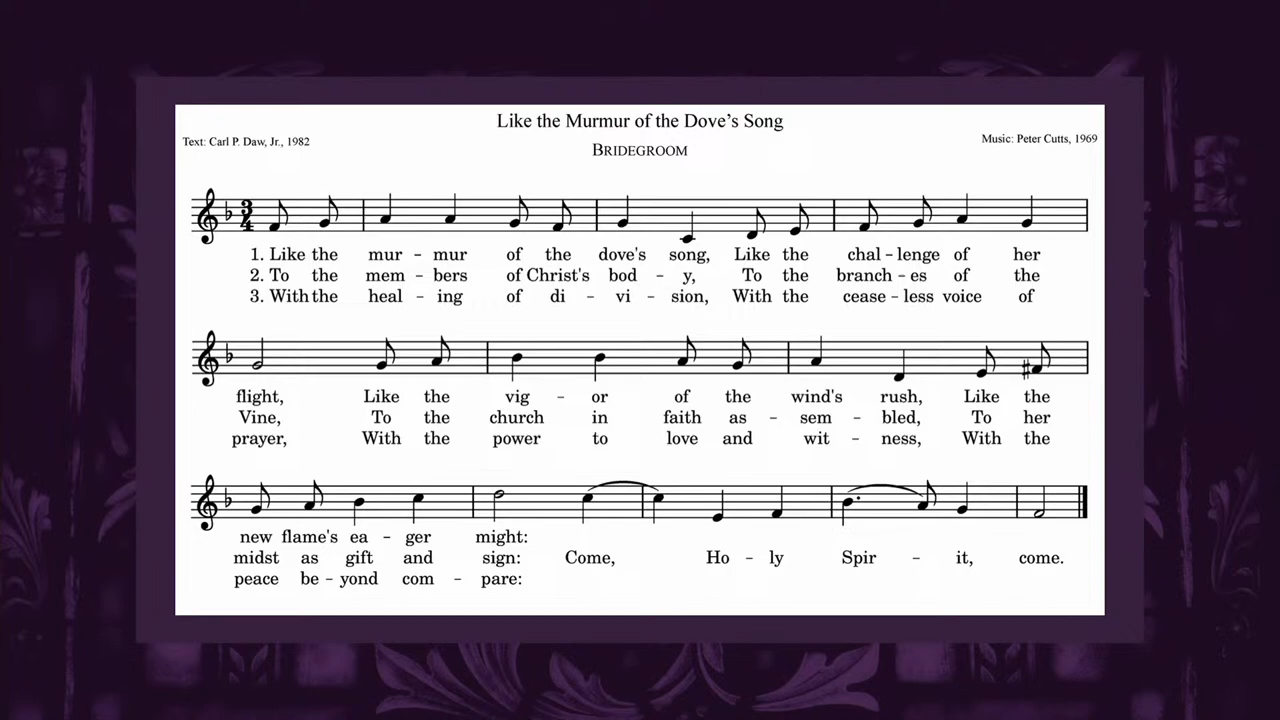 Like the Murmur of the Dove's Song
Text: Carl P. Daw, Jr., 1982
BRIDEGROOM
Music: Peter Cutts, 1969
3
4
1. Like the mur - mur of the dove's song, Like the chal - lenge of her
2. To the mem - bers of Christ's bod - y, To the branch - es of the
3. With the heal - ing of di - vi - sion, With the cease - less voice of
flight, Like the vig - or of the wind's rush, Like the
Vine, To the church in faith as - sem - bled, To her
prayer, With the power to love and wit - ness, With the
new flame's ea - ger might:
midst as gift and sign: Come, Ho - ly Spir - it, come.
peace be - yond com - pare: